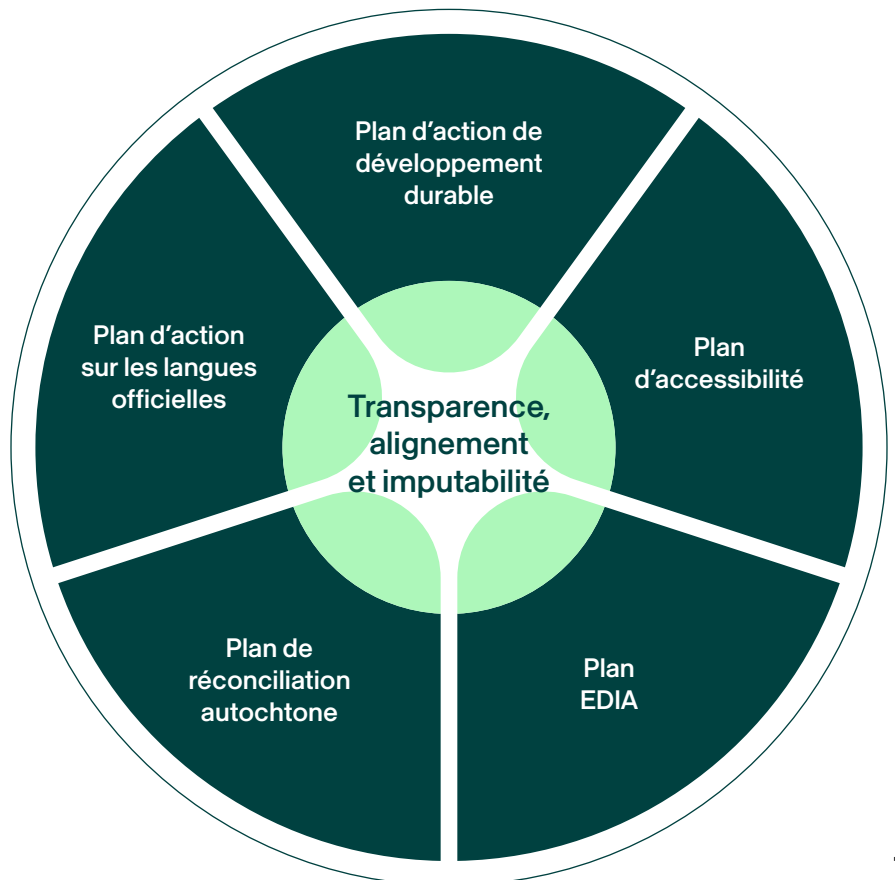 Plan d’action de
développement
durable
Plan d’action
sur les langues
officielles
Plan
d’accessibilité
Transparence,
alignement
et imputabilité
Plan de
réconciliation
autochtone
Plan
EDIA